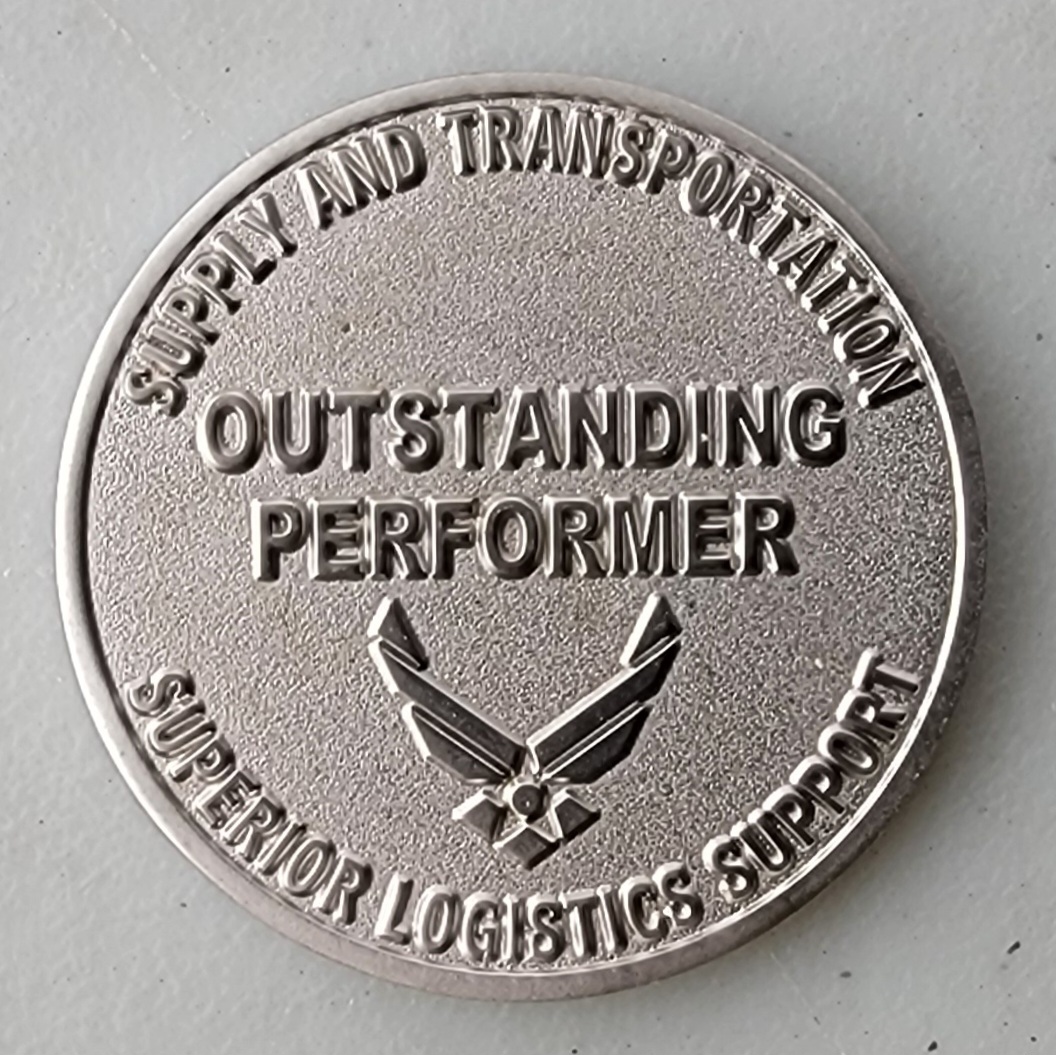 SUPPLY AND TRANSPORTATION
OUTSTANDING
PERFORMER
SUPERIOR LOGISTICS SUPPORT